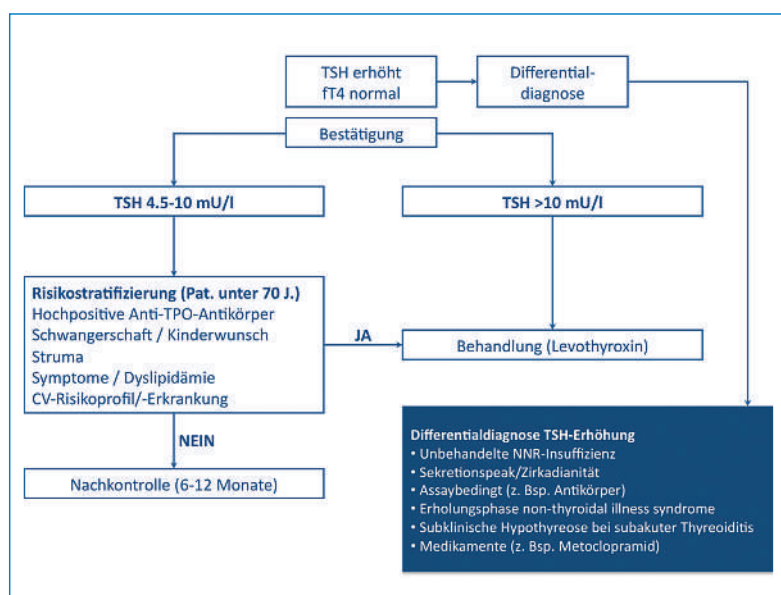 TSH erhöht
fT4 normal
Differential-
diagnose
Bestätigung
TSH 4.5-10 mU/l
TSH >10 mU/l
Risikostratifizierung (Pat. unter 70 J.)
Hochpositive Anti-TPO-Antikörper
Schwangerschaft / Kinderwunsch
Struma
Symptome / Dyslipidämie
CV-Risikoprofil/-Erkrankung
JA
Behandlung (Levothyroxin)
NEIN
Nachkontrolle (6-12 Monate)
Differentialdiagnose TSH-Erhöhung
• Unbehandelte NNR-Insuffizienz
• Sekretionspeak/Zirkadianität
• Assaybedingt (z. Bsp. Antikörper)
• Erholungsphase non-thyroidal illness syndrome
• Subklinische Hypothyreose bei subakuter Thyreoiditis
• Medikamente (z. Bsp. Metoclopramid)